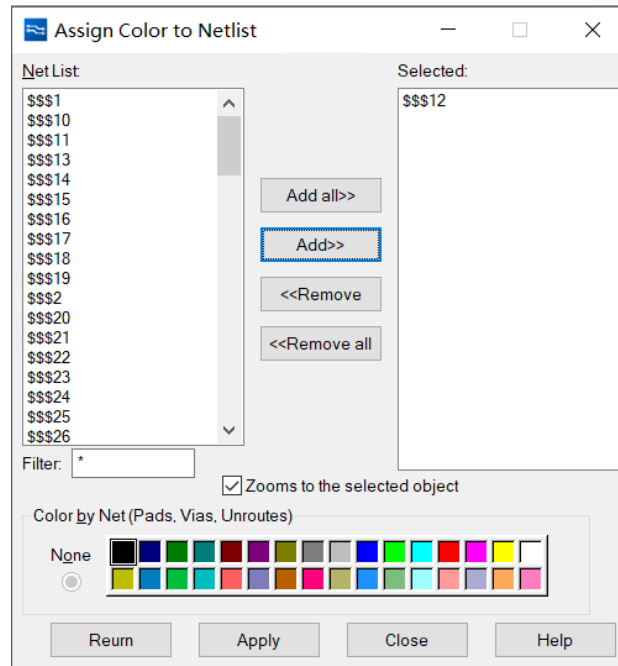 Assign Color to Netlist
Net List:
Selected:
$$$1
$$$10
$$$11
$$$13
$$$14
$$$15
$$$16
$$$17
$$$18
$$$19
$$$2
$$$20
$$$21
$$$22
$$$23
$$$24
$$$25
$$$26
$$$12
Add all>>
Add>>
<<Remove
<<Remove all
Filter: *
Zooms to the selected object
Color by Net (Pads, Vias, Unroutes)
None
Reurn
Apply
Close
Help